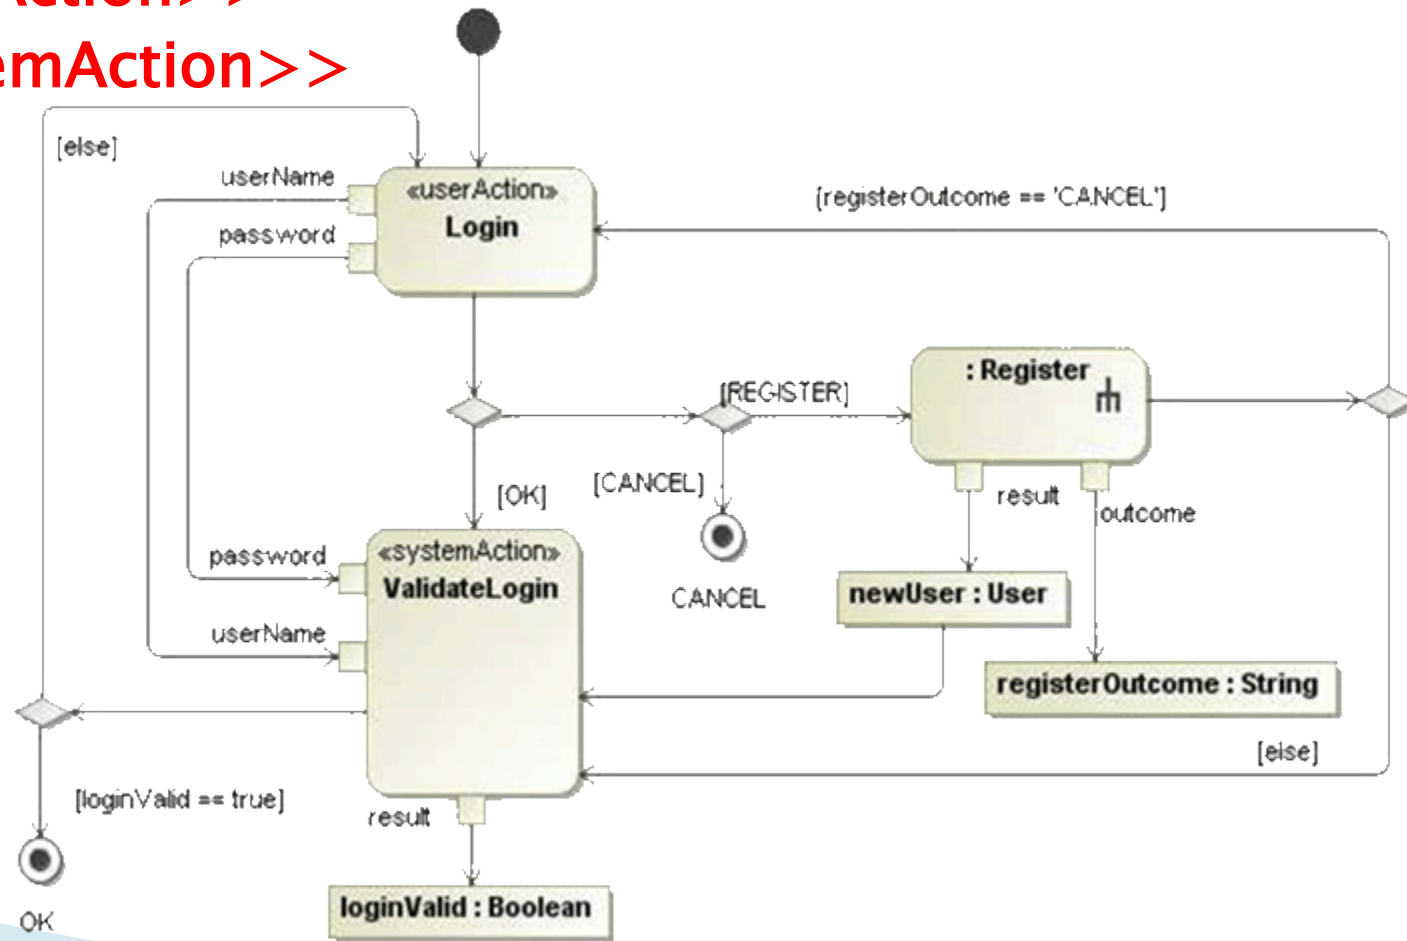 Action>>
emAction>>
[else]
userName
«userAction»
Login
password
[registerOutcome == 'CANCEL']
: Register
[REGISTER]
[OK]
[CANCEL]
result
outcome
«systemAction»
ValidateLogin
password
CANCEL
newUser : User
userName
registerOutcome : String
[else]
[loginValid == true]
result
loginValid : Boolean
OK